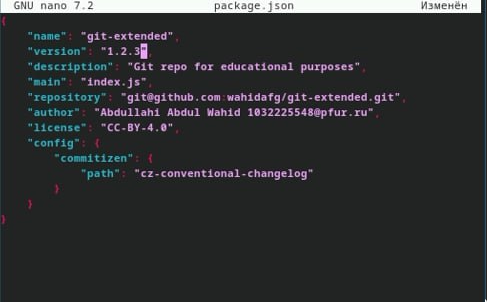 GNU nano 7.2 package.json Изменён
{
"name": "git-extended",
"version": "1.2.3",
"description": "Git repo for educational purposes",
"main": "index.js",
"repository": "git@github.com:wahidafg/git-extended.git",
"author": "Abdullahi Abdul Wahid 1032225548@pfur.ru",
"license": "CC-BY-4.0",
"config": {
"commitizen": {
"path": "cz-conventional-changelog"
}
}
}